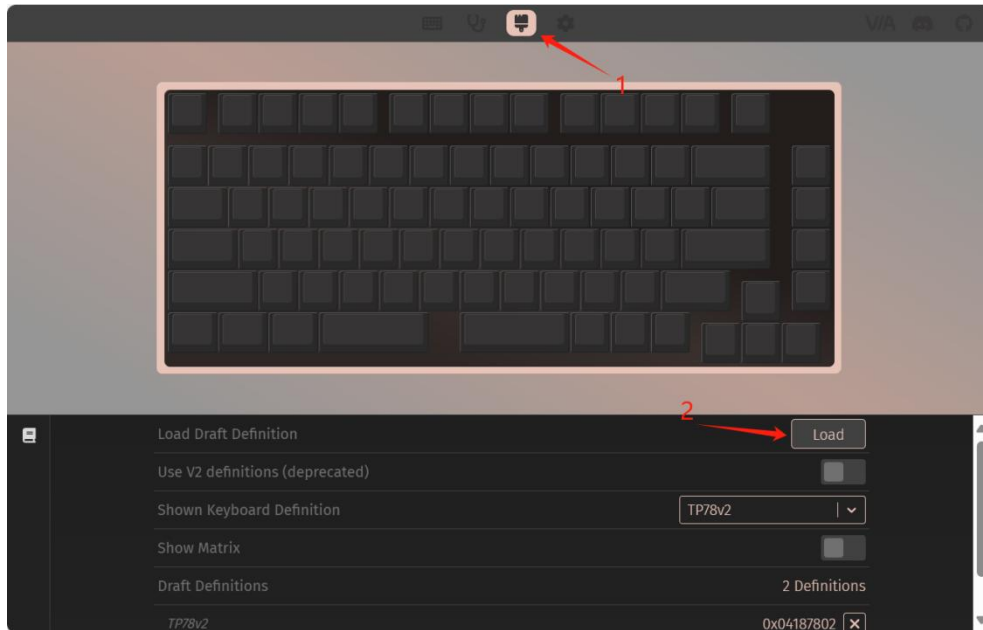 VIA
1
2
Load Draft Definition
Load
Use V2 definitions (deprecated)
Shown Keyboard Definition
TP78v2
Show Matrix
Draft Definitions
2 Definitions
TP78v2
0x04187802